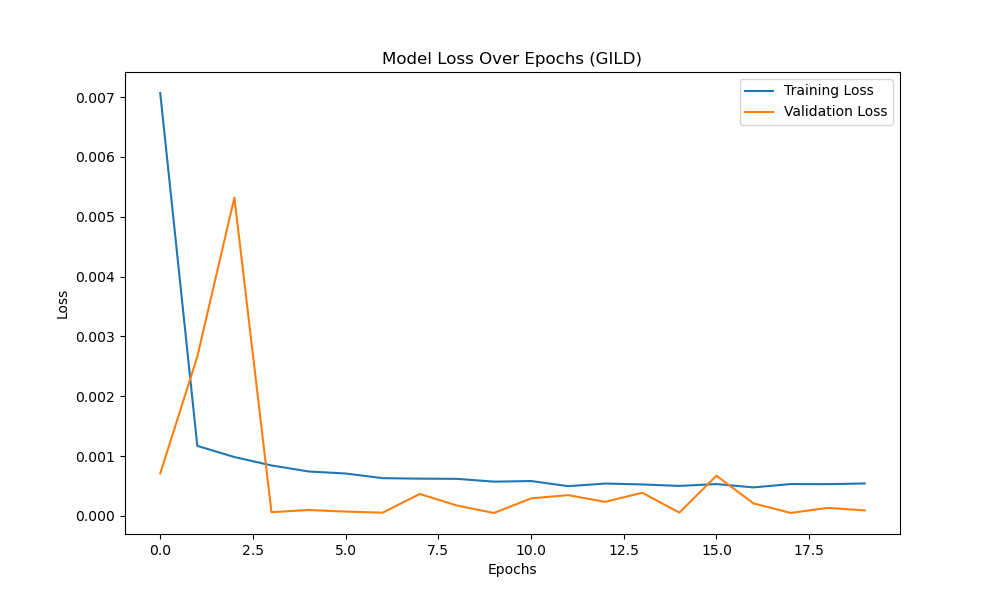 Model Loss Over Epochs (GILD)
Training Loss
Validation Loss
0.007
0.006
0.005
0.004
0.003
0.002
0.001
0.000
Loss
0.0 2.5 5.0 7.5 10.0 12.5 15.0 17.5
Epochs